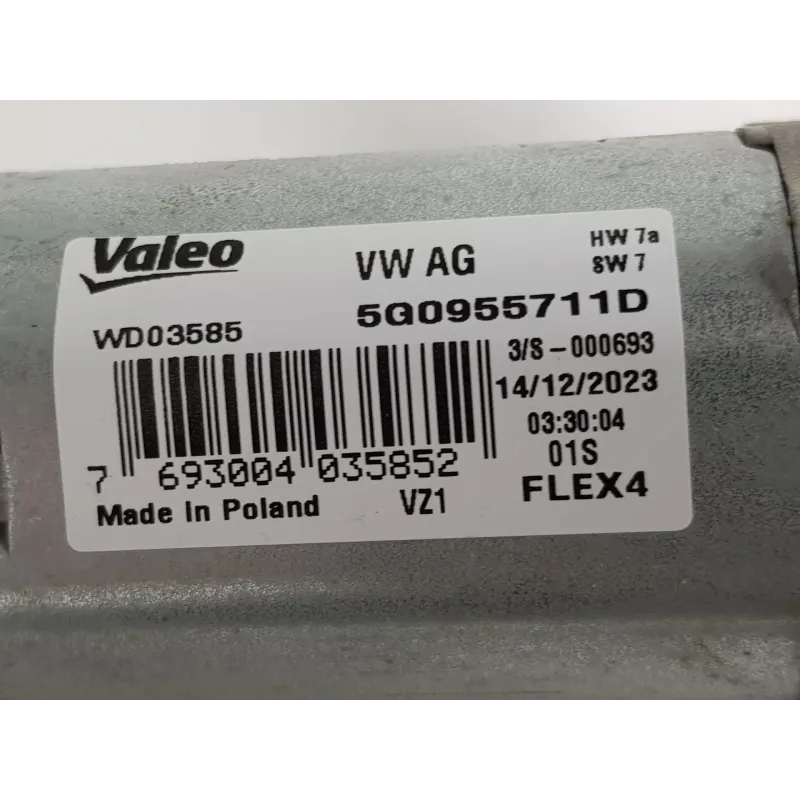 Valeo
VW AG
HW 7a
SW 7
WD03585
5G0955711D
3/S-000693
14/12/2023
03:30:04
01S
7 693004 035852
Made in Poland
VZ1
FLEX4